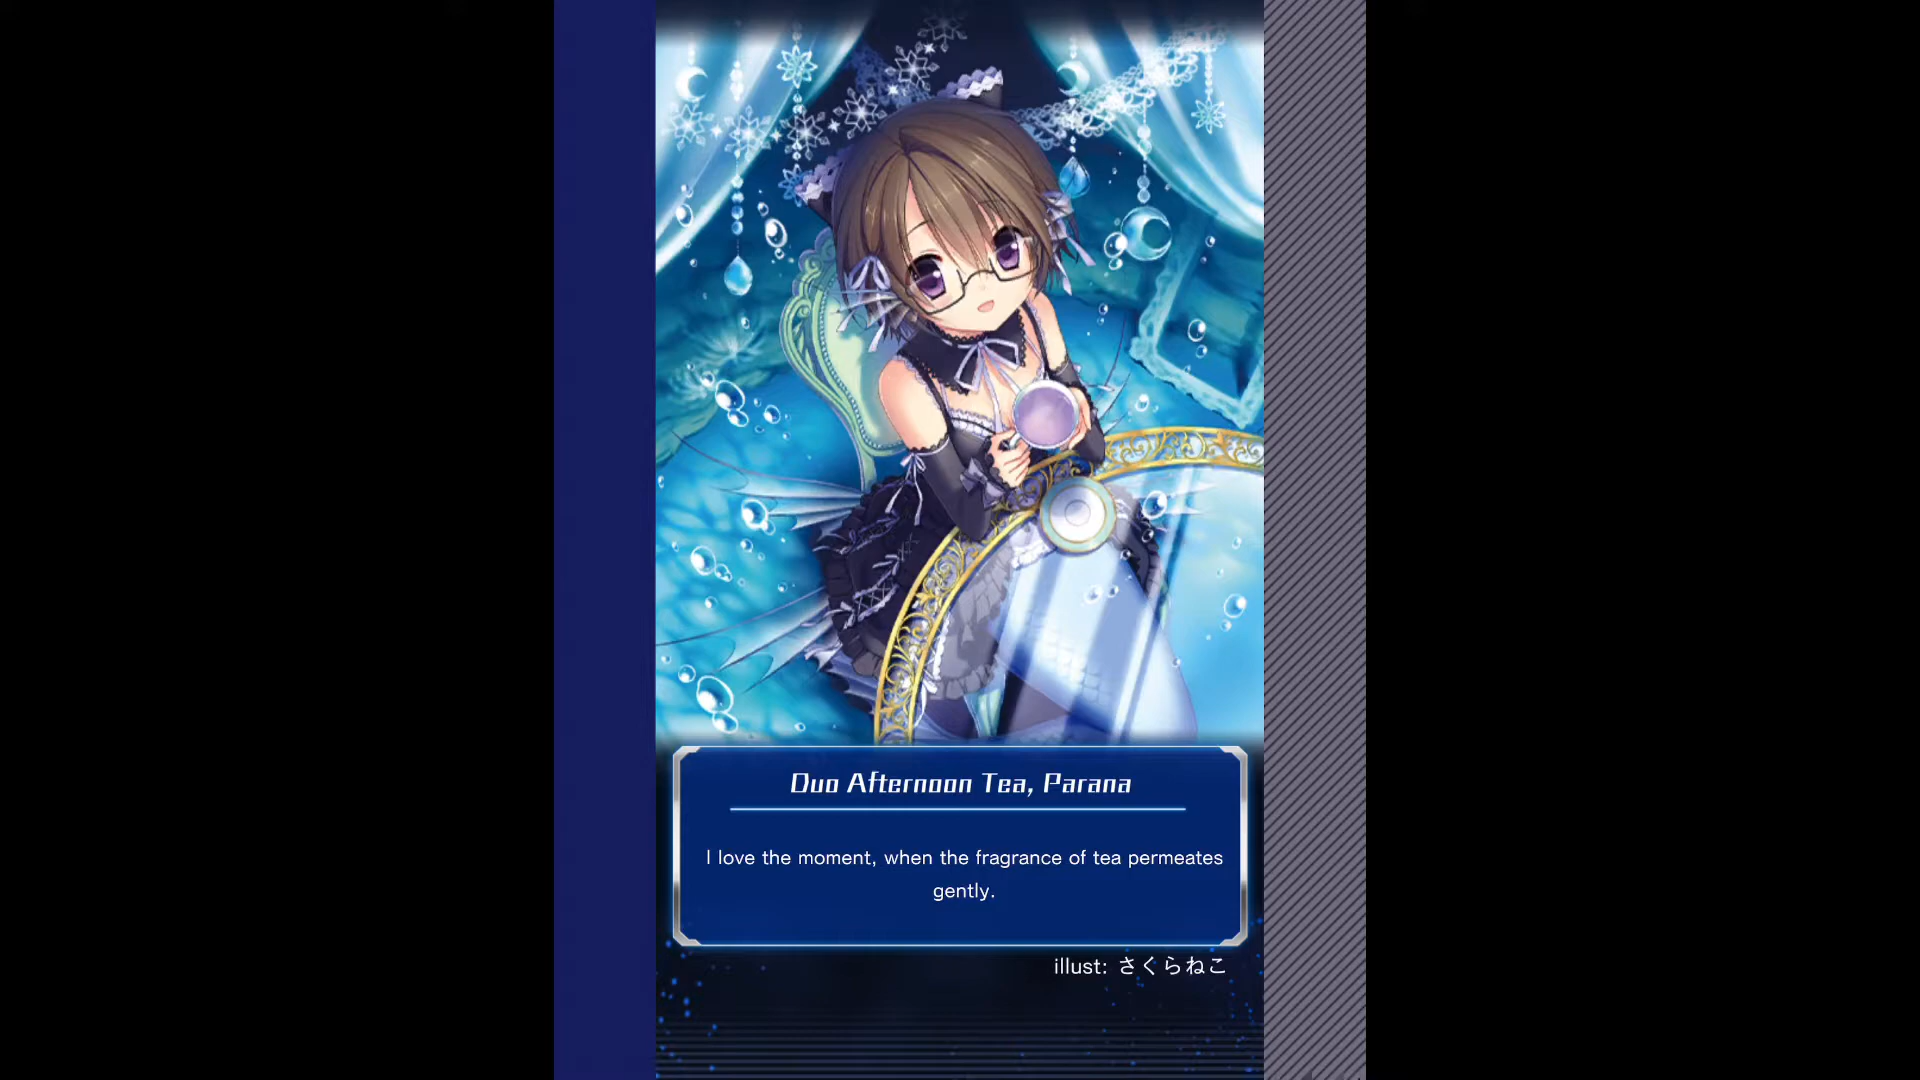 Duo Afternoon Tea, Parana
I love the moment, when the fragrance of tea permeates
gently.
illust: さくらねこ